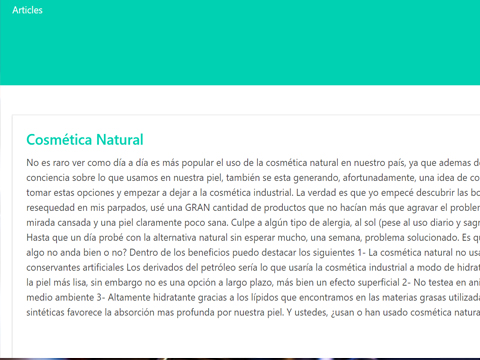 Articles
Cosmética Natural
No es raro ver como día a día es más popular el uso de la cosmética natural en nuestro país, ya que ademas d
conciencia sobre lo que usamos en nuestra piel, también se esta generando, afortunadamente, una idea de co
tomar estas opciones y empezar a dejar a la cosmética industrial. La verdad es que yo empecé descubrir las bo
resequedad en mis parpados, usé una GRAN cantidad de productos que no hacían más que agravar el problem
mirada cansada y una piel claramente poco sana. Culpe a algún tipo de alergia, al sol (pese al uso diario y sagr
Hasta que un día probé con la alternativa natural sin esperar mucho, una semana, problema solucionado. Es qu
algo no anda bien o no? Dentro de los beneficios puedo destacar los siguientes 1- La cosmética natural no usa
conservantes artificiales Los derivados del petróleo sería lo que usaría la cosmética industrial a modo de hidrat
la piel más lisa, sin embargo no es una opción a largo plazo, más bien un efecto superficial 2- No testea en ani
medio ambiente 3- Altamente hidratante gracias a los lípidos que encontramos en las materias grasas utilizada
sintéticas favorece la absorción mas profunda por nuestra piel. Y ustedes, ¿usan o han usado cosmética natura